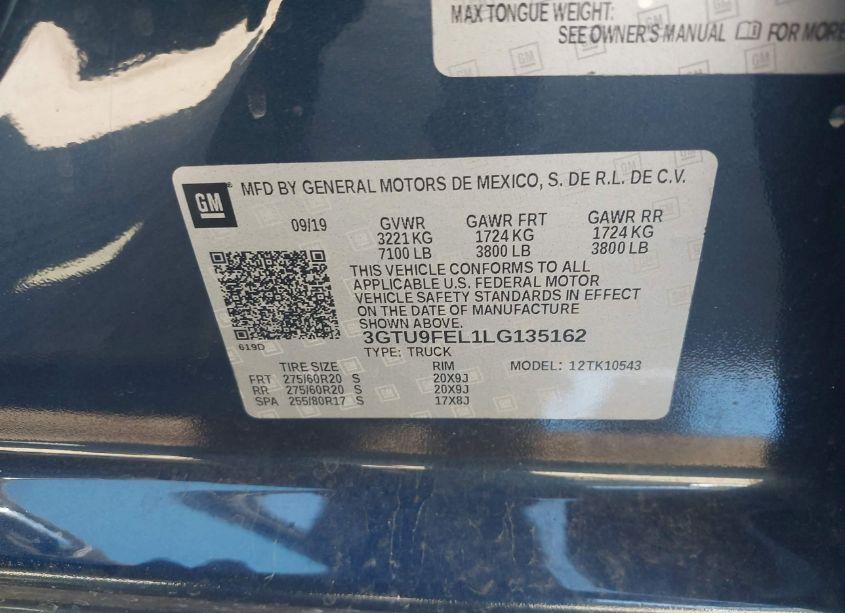 MAX TONGUE WEIGHT:
SEE OWNER'S MANUAL FOR MORE
GM
MFD BY GENERAL MOTORS DE MEXICO, S. DE R.L. DE C.V.
09/19 GVWR GAWR FRT GAWR RR
3221 KG 1724 KG 1724 KG
7100 LB 3800 LB 3800 LB
THIS VEHICLE CONFORMS TO ALL
APPLICABLE U.S. FEDERAL MOTOR
VEHICLE SAFETY STANDARDS IN EFFECT
ON THE DATE OF MANUFACTURE
SHOWN ABOVE.
619D 3GTU9FEL1LG135162
TYPE: TRUCK
TIRE SIZE RIM MODEL: 12TK10543
FRT 275/60R20 S 20X9J
RR 275/60R20 S 20X9J
SPA 255/80R17 S 17X8J